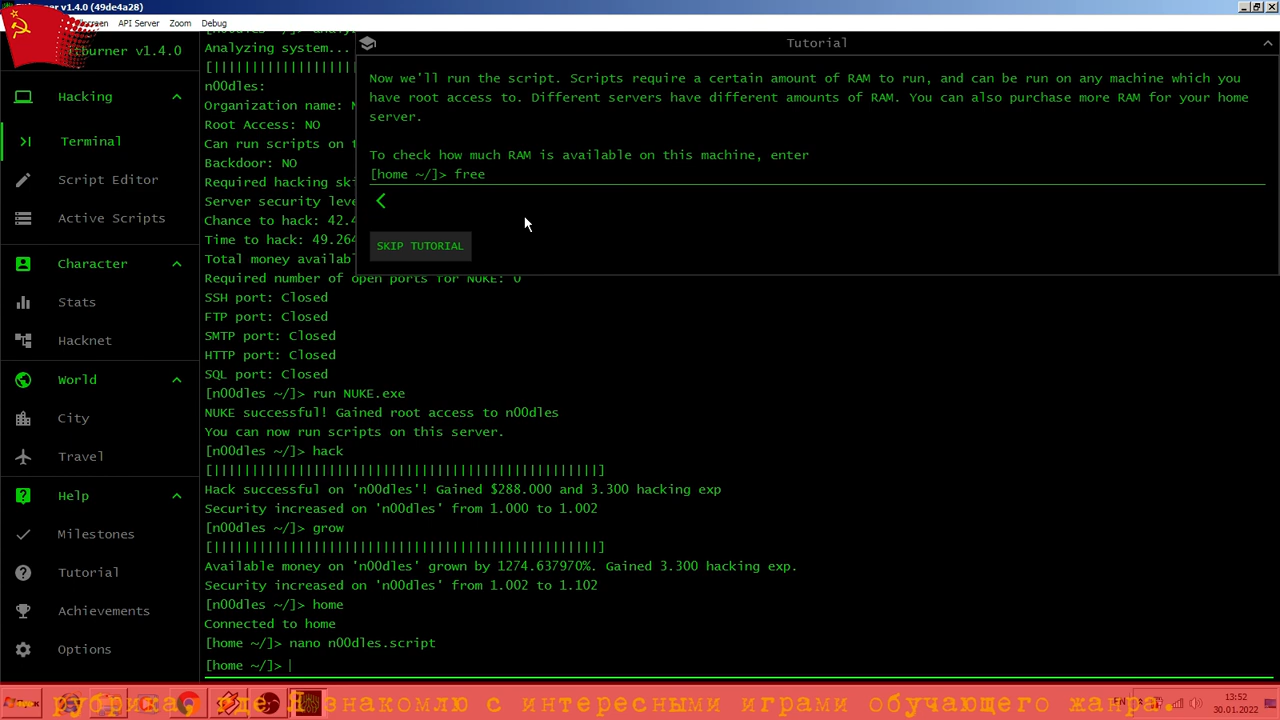 burner v1.4.0 (49de4a28)
screen API Server Zoom Debug
burner v1.4.0
Hacking
Terminal
Script Editor
Active Scripts
Character
Stats
Hacknet
World
City
Travel
Help
Milestones
Tutorial
Achievements
Options
Analyzing system...
[||||||||||||||||||
n00dles:
Organization name:
Root Access: NO
Can run scripts on t
Backdoor: NO
Required hacking ski
Server security leve
Chance to hack: 42.4
Time to hack: 49.264
Total money availab
Required number of open ports for NUKE: 0
SSH port: Closed
FTP port: Closed
SMTP port: Closed
HTTP port: Closed
SQL port: Closed
[n00dles ~/]> run NUKE.exe
NUKE successful! Gained root access to n00dles
You can now run scripts on this server.
[n00dles ~/]> hack
[||||||||||||||||||||||||||||||||||||||||||||||||||]
Hack successful on 'n00dles'! Gained $288.000 and 3.300 hacking exp
Security increased on 'n00dles' from 1.000 to 1.002
[n00dles ~/]> grow
[||||||||||||||||||||||||||||||||||||||||||||||||||]
Available money on 'n00dles' grown by 1274.637970%. Gained 3.300 hacking exp.
Security increased on 'n00dles' from 1.002 to 1.102
[n00dles ~/]> home
Connected to home
[home ~/]> nano n00dles.script
[home ~/]>
Tutorial
Now we'll run the script. Scripts require a certain amount of RAM to run, and can be run on any machine which you
have root access to. Different servers have different amounts of RAM. You can also purchase more RAM for your home
server.
To check how much RAM is available on this machine, enter
[home ~/]> free
SKIP TUTORIAL
рубрика, где Я знакомлю с интересными играми обучающего жанра.
EN
13:52
30.01.2022